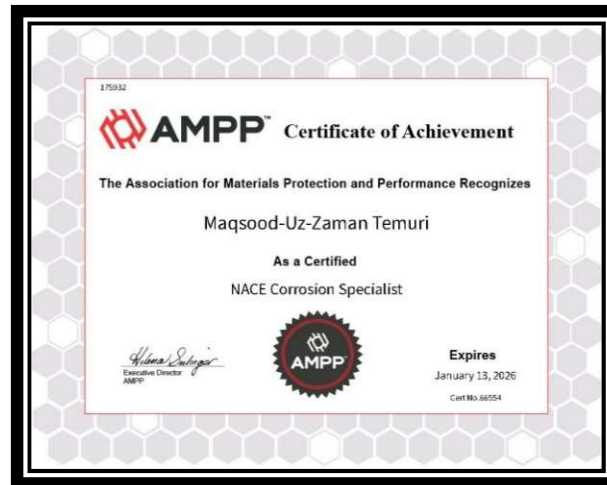 175932
AMPP™ Certificate of Achievement
The Association for Materials Protection and Performance Recognizes
Maqsood-Uz-Zaman Temuri
As a Certified
NACE Corrosion Specialist
AMPP
Executive Director
AMPP
Expires
January 13, 2026
Cert No.66554